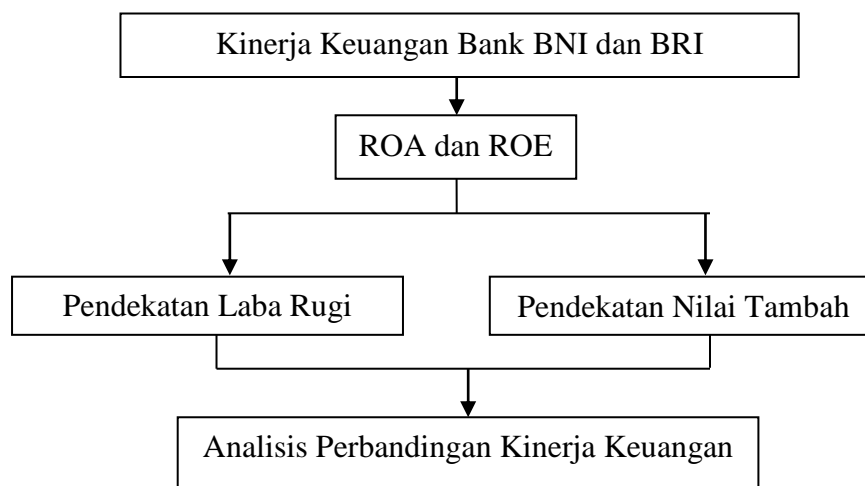 Kinerja Keuangan Bank BNI dan BRI
ROA dan ROE
Pendekatan Laba Rugi
Pendekatan Nilai Tambah
Analisis Perbandingan Kinerja Keuangan